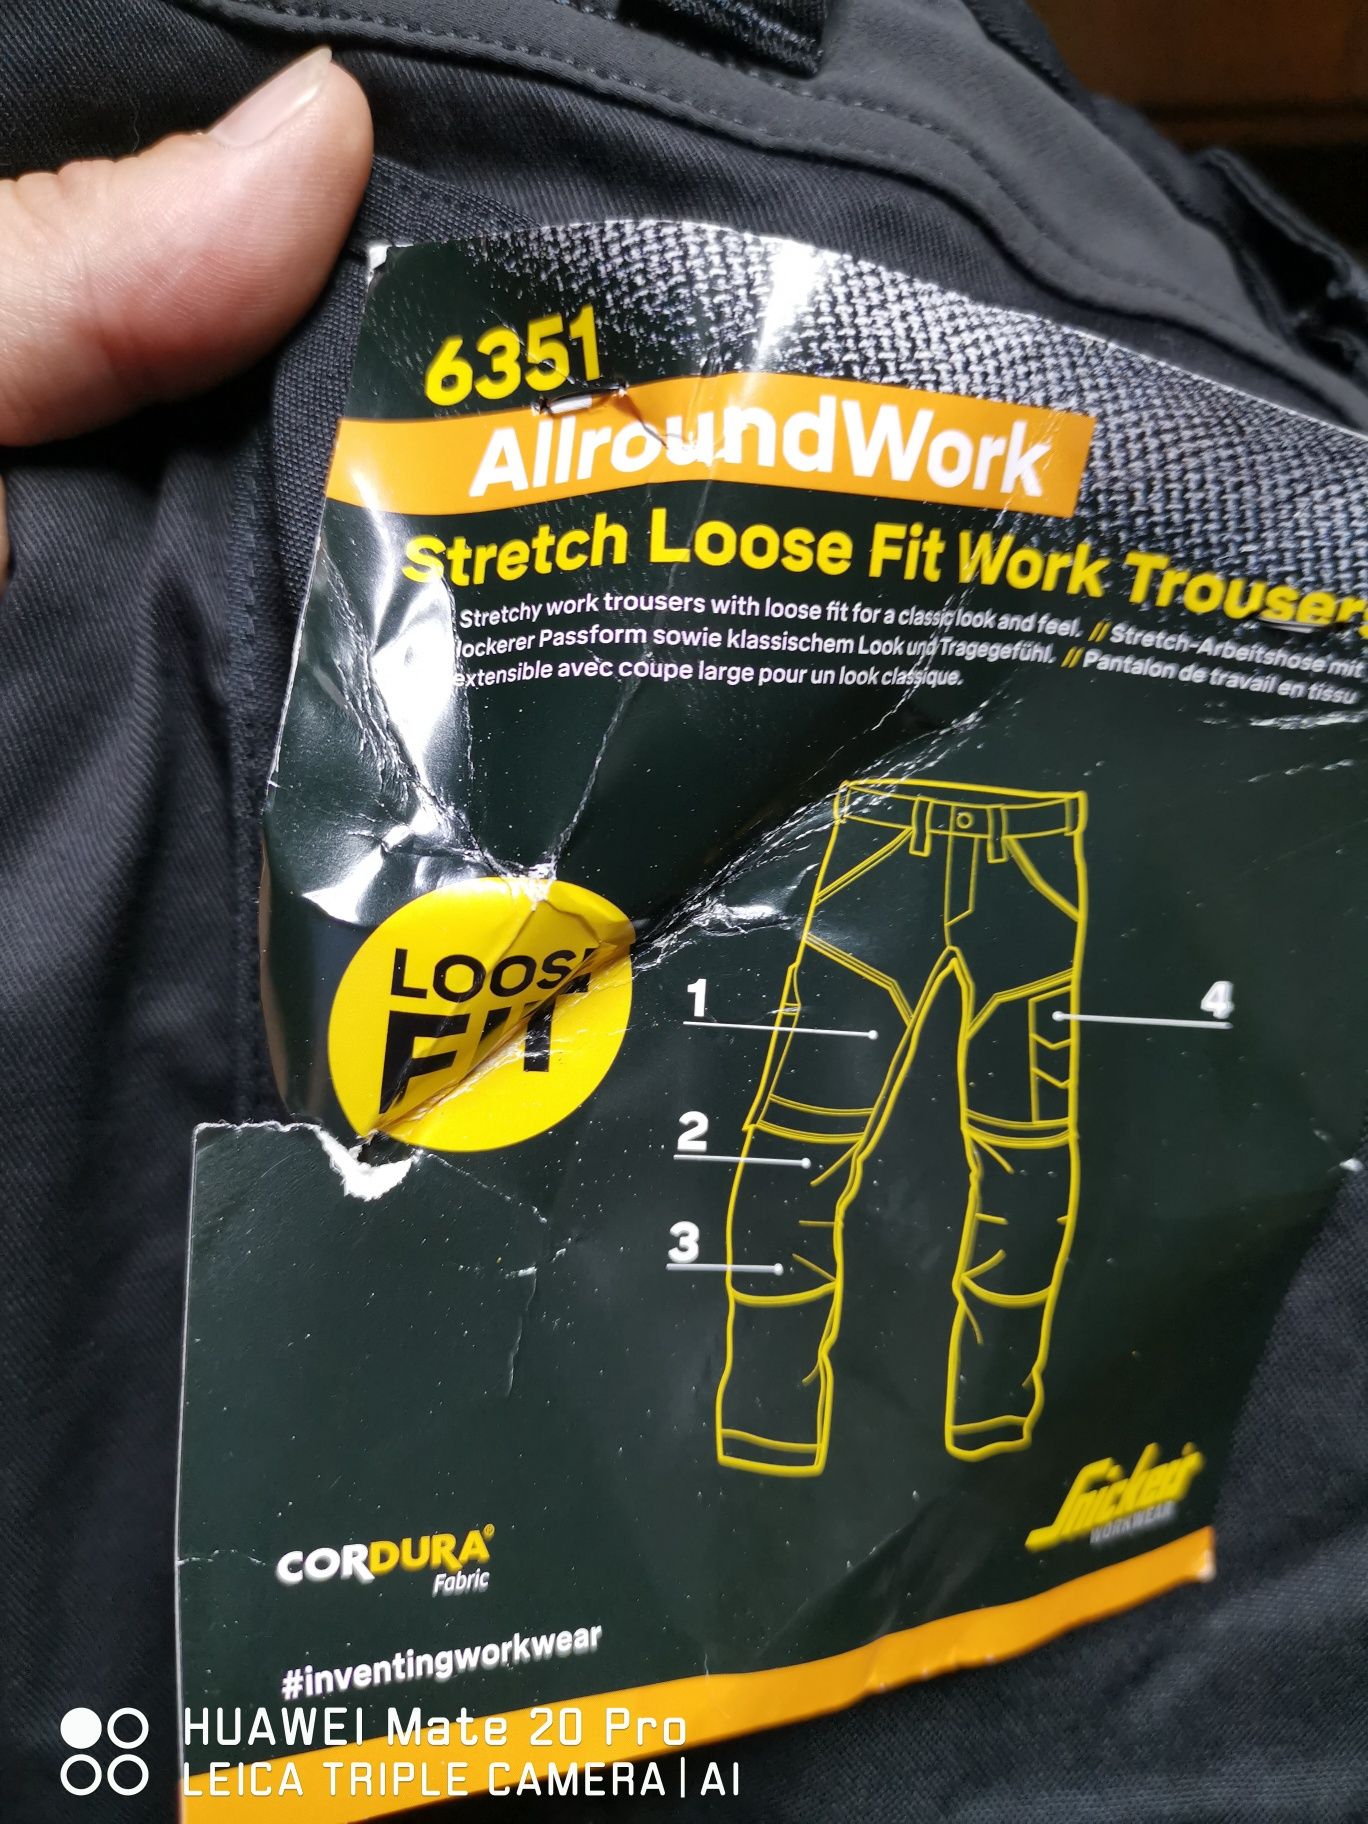 6351
AllroundWork
Stretch Loose Fit Work Trousers
Stretchy work trousers with loose fit for a classic look and feel. // Stretch-Arbeitshose mit
lockerer Passform sowie klassischem Look und Tragegefühl. // Pantalon de travail en tissu
extensible avec coupe large pour un look classique.
LOOSE
FIT
1
4
2
3
Snickers
WORKWEAR
CORDURA®
Fabric
#inventingworkwear
HUAWEI Mate 20 Pro
LEICA TRIPLE CAMERA | AI